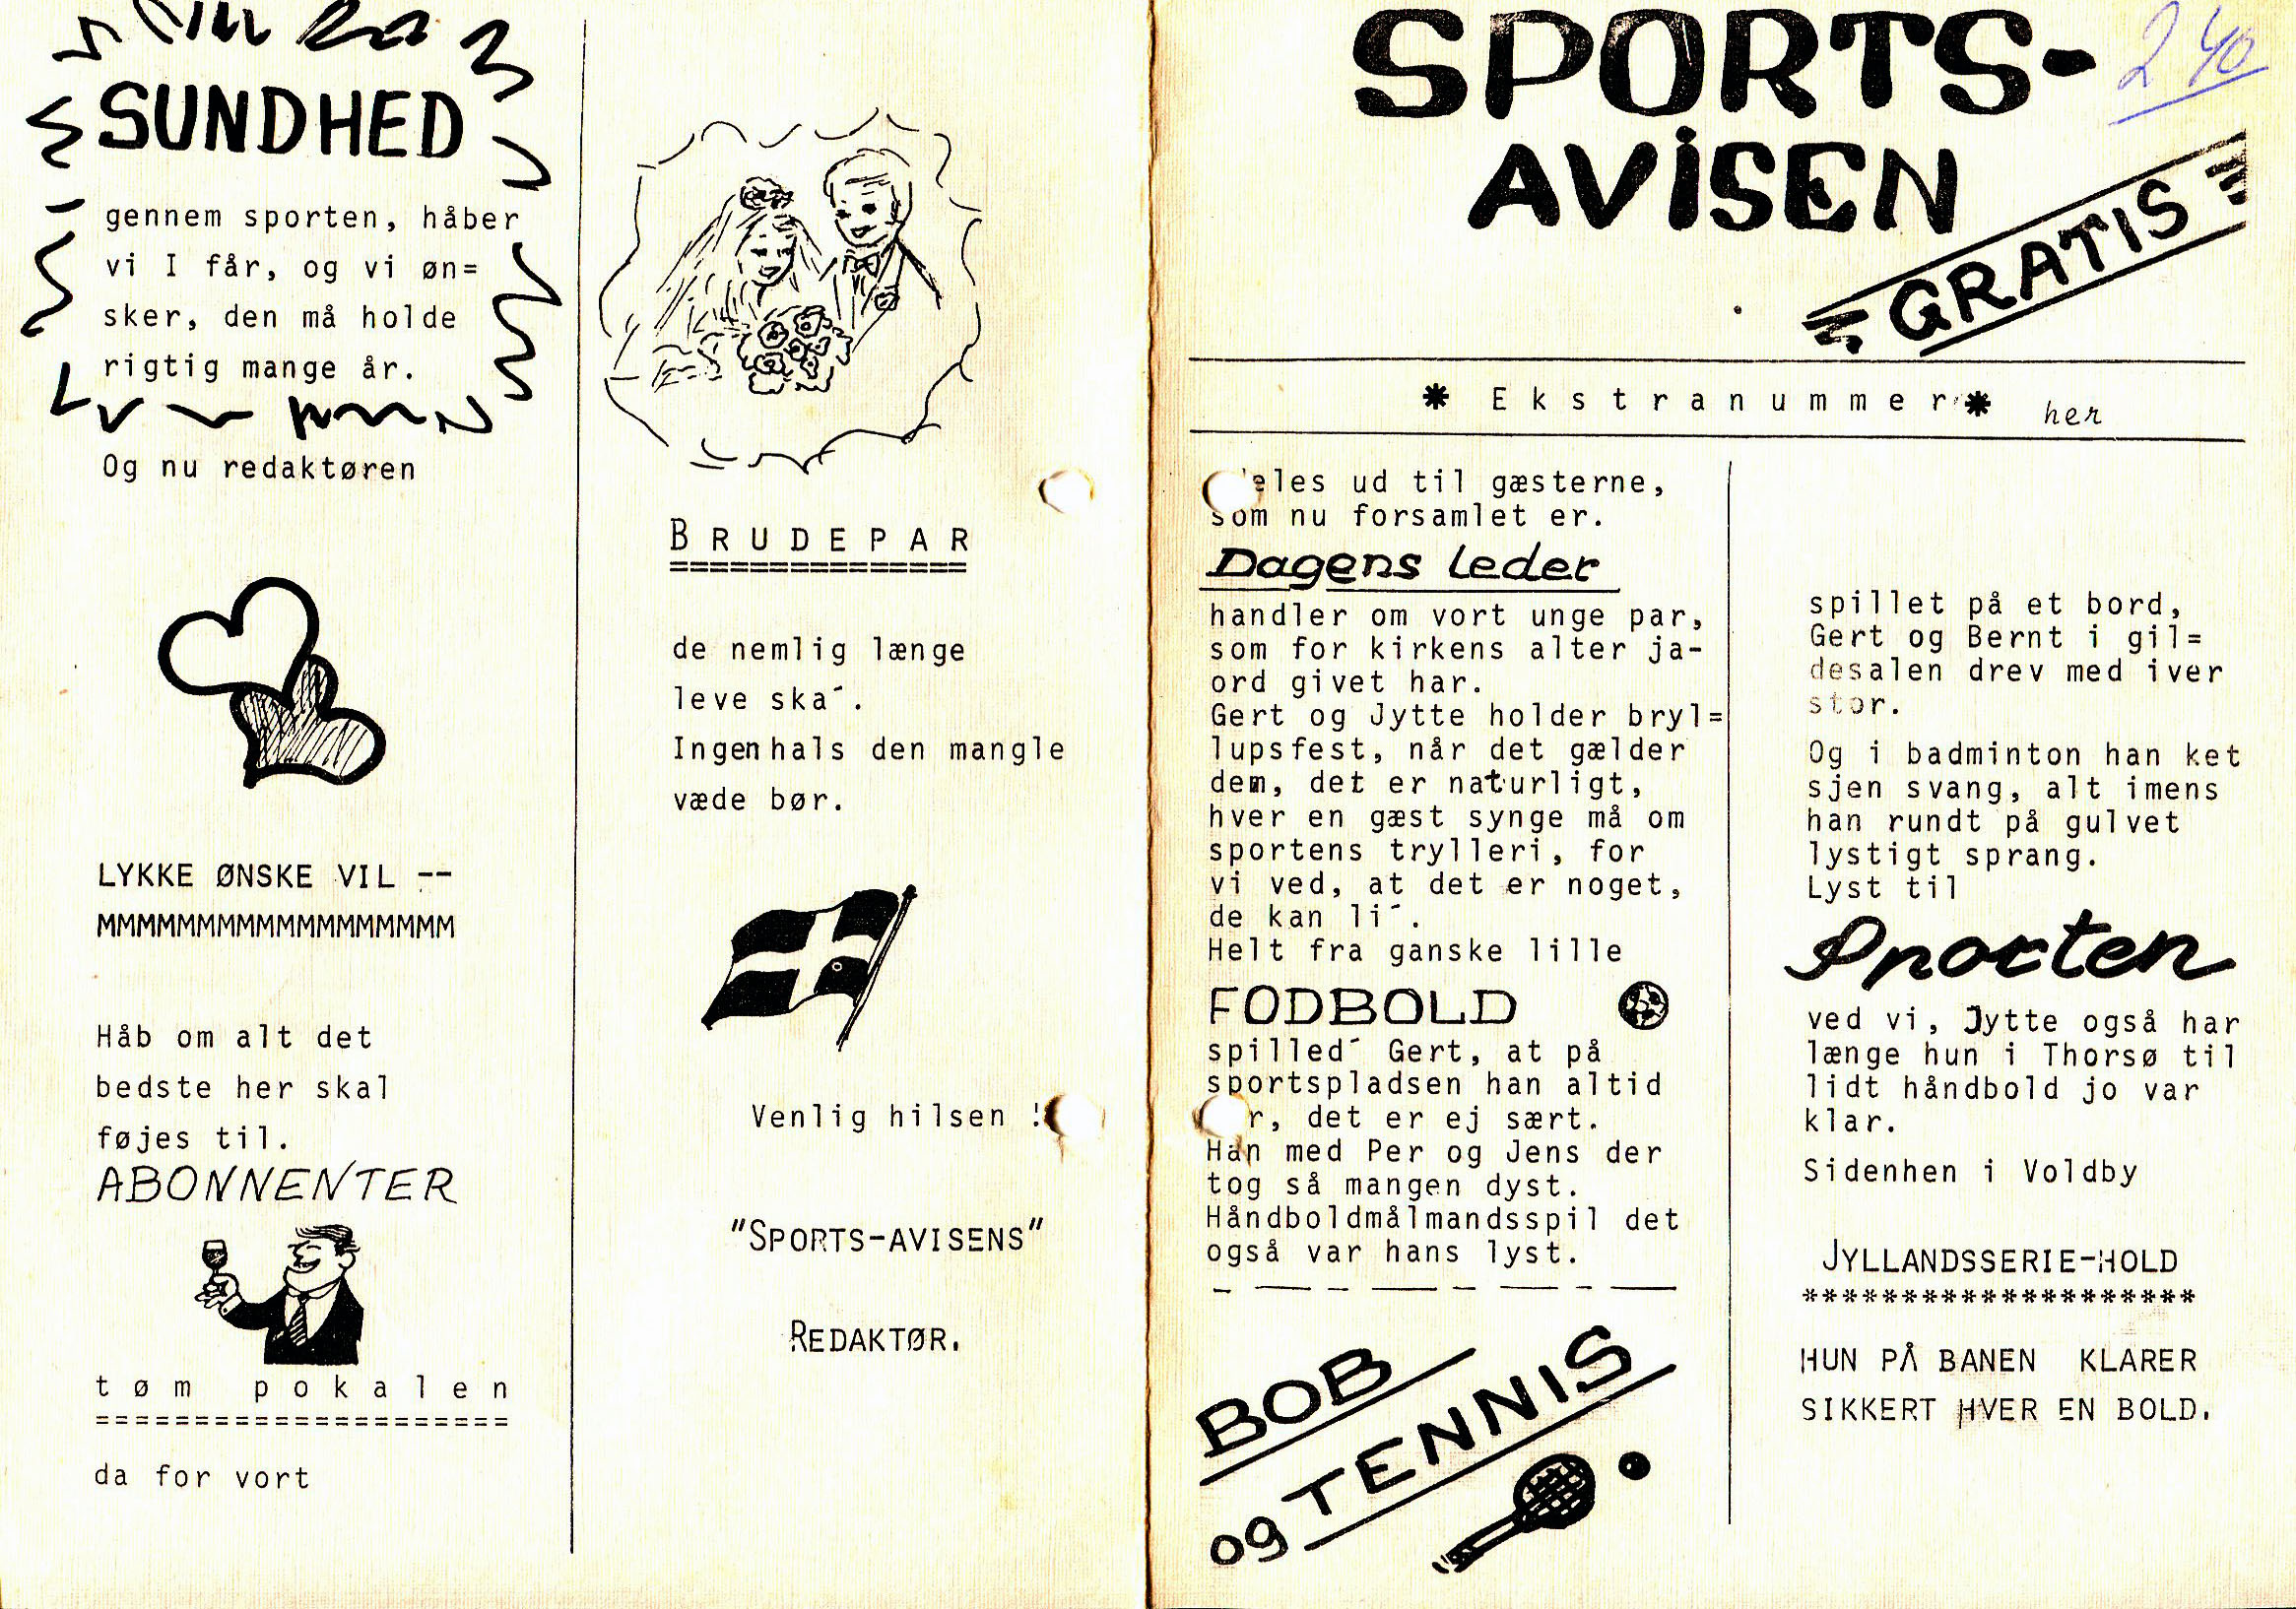 SUNDHED
gennem sporten, håber
vi I får, og vi øn=
sker, den må holde
rigtig mange år.
Og nu redaktøren
LYKKE ØNSKE VIL --
MMMMMMMMMMMMMMMMMM
Håb om alt det
bedste her skal
føjes til.
ABONNENTER
tøm pokalen
=====================
da for vort
BRUDEPAR
===============
de nemlig længe
leve ska´.
Ingen hals den mangle
væde bør.
Venlig hilsen !
"SPORTS-AVISENS"
REDAKTØR.
SPORTS-
AVISEN
240
GRATIS
* Ekstranummer * her
eles ud til gæsterne,
som nu forsamlet er.
Dagens leder
handler om vort unge par,
som for kirkens alter ja-
ord givet har.
Gert og Jytte holder bryl=
lupsfest, når det gælder
dem, det er naturligt,
hver en gæst synge må om
sportens trylleri, for
vi ved, at det er noget,
de kan li´.
Helt fra ganske lille
FODBOLD
spilled´ Gert, at på
sportspladsen han altid
r, det er ej sært.
Han med Per og Jens der
tog så mangen dyst.
Håndboldmålmandsspil det
også var hans lyst.
BOB
og TENNIS
spillet på et bord,
Gert og Bernt i gil=
desalen drev med iver
stor.
Og i badminton han ket
sjen svang, alt imens
han rundt på gulvet
lystigt sprang.
Lyst til
Sporten
ved vi, Jytte også har
længe hun i Thorsø til
lidt håndbold jo var
klar.
Sidenhen i Voldby
JYLLANDSSERIE-HOLD
********************
HUN PÅ BANEN KLARER
SIKKERT HVER EN BOLD.